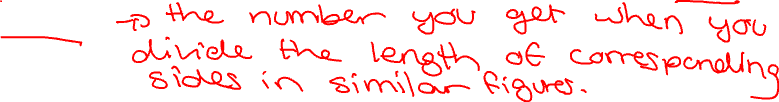 → the number you get when you
divide the length of corresponding
sides in similar figures.